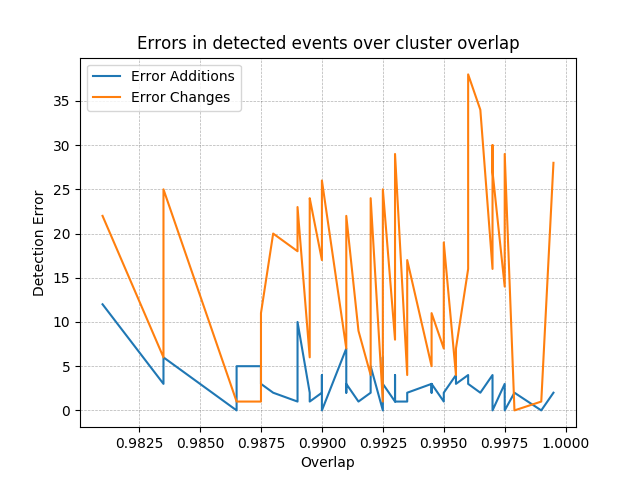 Errors in detected events over cluster overlap
Error Additions
Error Changes
Detection Error
35
30
25
20
15
10
5
0
0.9825 0.9850 0.9875 0.9900 0.9925 0.9950 0.9975 1.0000
Overlap